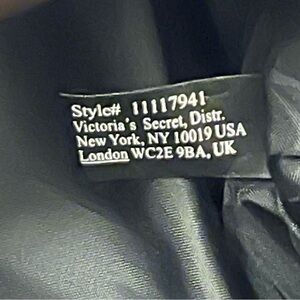 Style# 11117941
Victoria's Secret, Distr.
New York, NY 10019 USA
London WC2E 9BA, UK